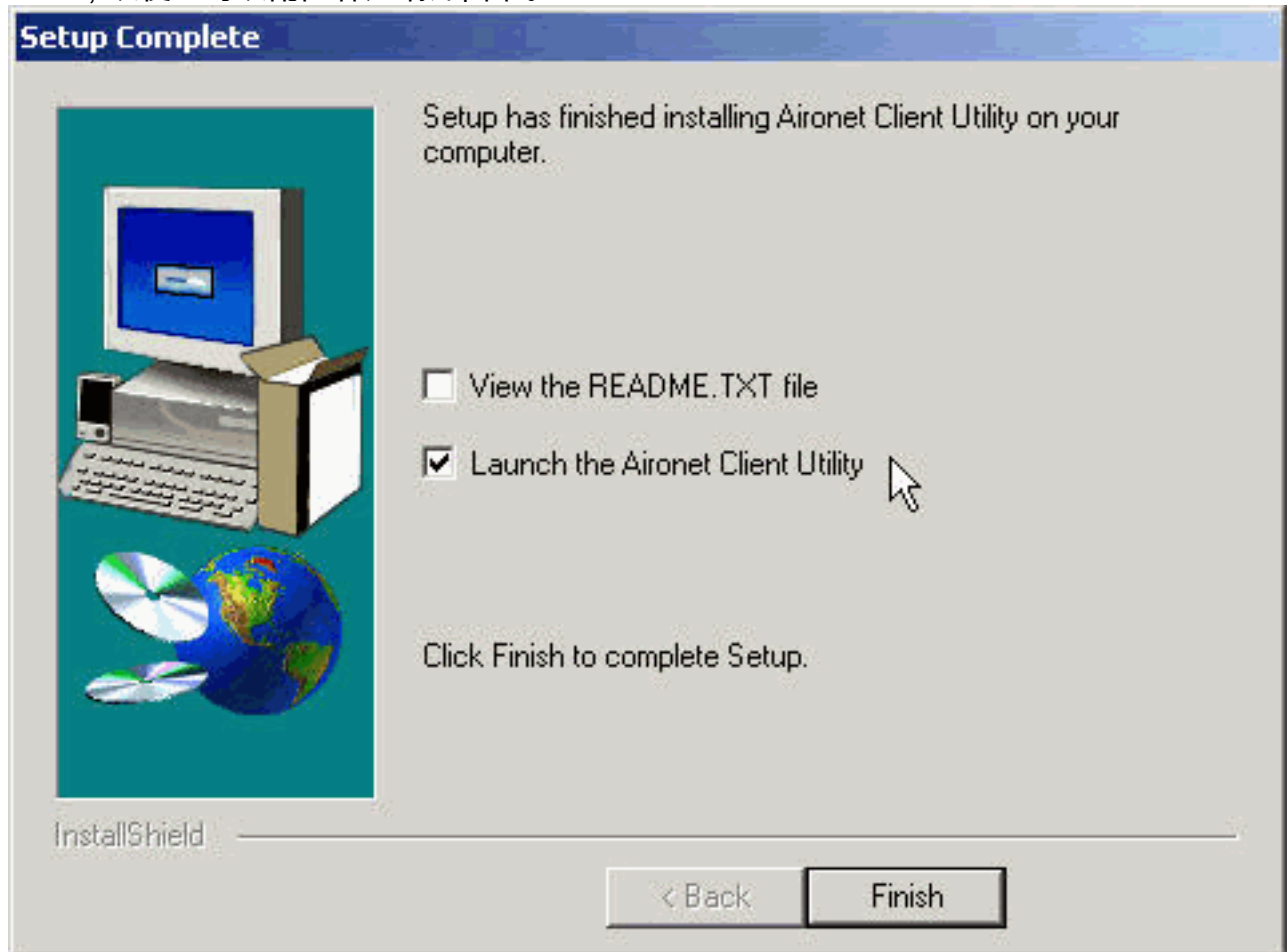 Setup Complete
Setup has finished installing Aironet Client Utility on your
computer.
View the README.TXT file
Launch the Aironet Client Utility
Click Finish to complete Setup.
InstallShield
< Back
Finish